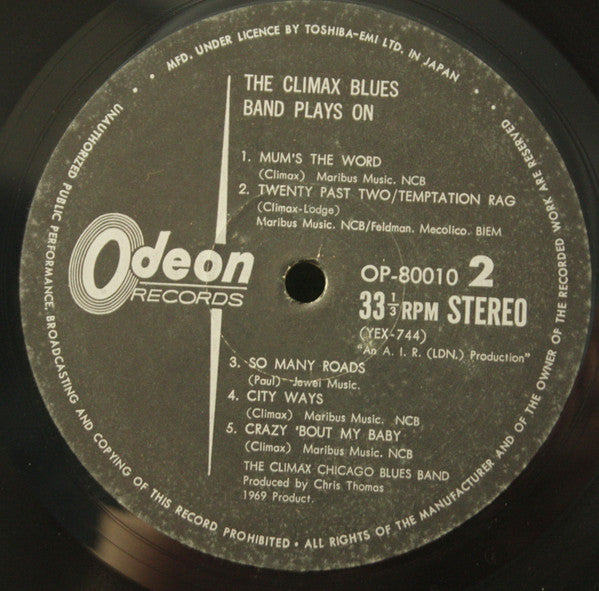 MFD. UNDER LICENCE BY TOSHIBA-EMI LTD. IN JAPAN •
UNAUTHORIZED PUBLIC PERFORMANCE, BROADCASTING AND COPYING OF THIS RECORD PROHIBITED • ALL RIGHTS OF THE MANUFACTURER AND OF THE OWNER OF THE RECORDED WORK ARE RESERVED •
THE CLIMAX BLUES
BAND PLAYS ON
1. MUM'S THE WORD
(Climax) Maribus Music. NCB
2. TWENTY PAST TWO/TEMPTATION RAG
(Climax-Lodge)
Maribus Music. NCB/Feldman. Mecolico. BIEM
Odeon
RECORDS
OP-80010 2
33 1/3 RPM STEREO
(YEX-744)
"An A. I. R. (LDN.) Production"
3. SO MANY ROADS
(Paul) Jewel Music.
4. CITY WAYS
(Climax) Maribus Music. NCB
5. CRAZY 'BOUT MY BABY
(Climax) Maribus Music. NCB
THE CLIMAX CHICAGO BLUES BAND
Produced by Chris Thomas
1969 Product.